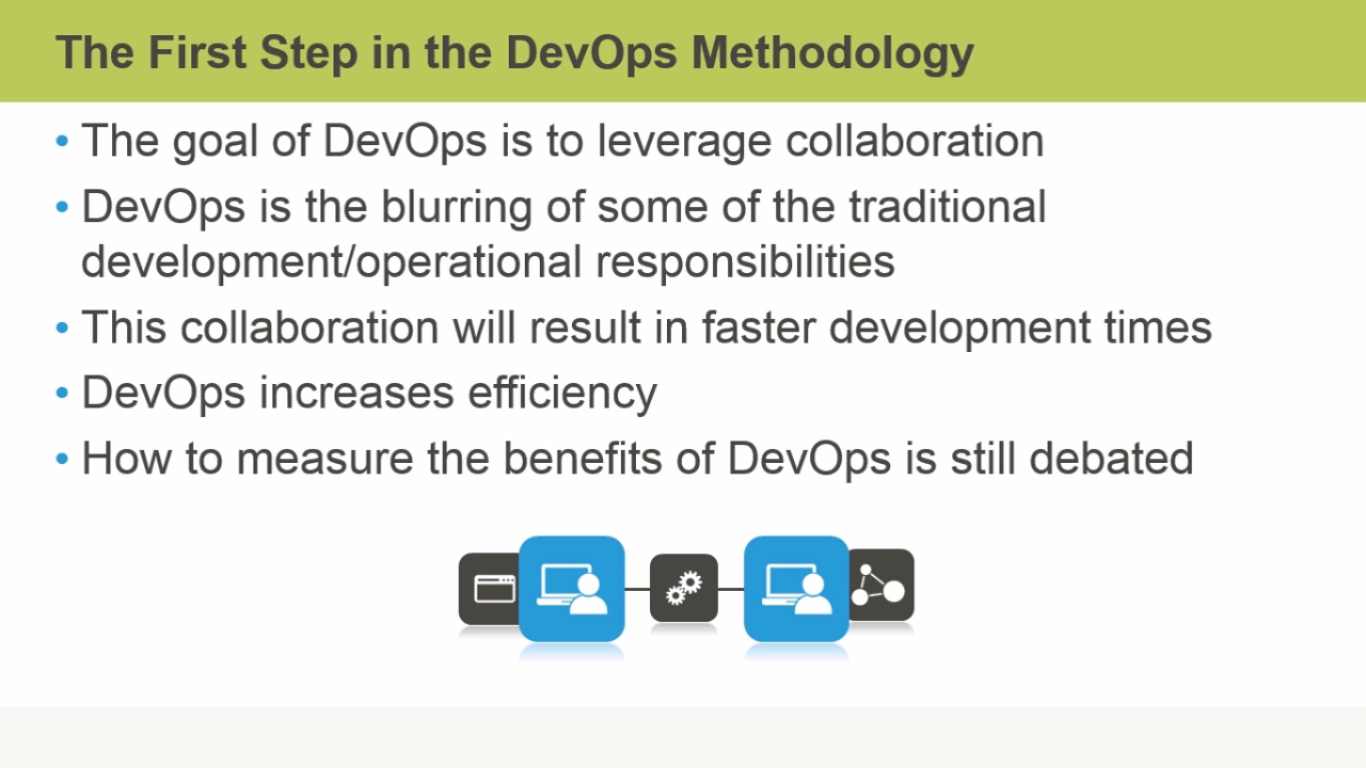 The First Step in the DevOps Methodology
• The goal of DevOps is to leverage collaboration
• DevOps is the blurring of some of the traditional
development/operational responsibilities
• This collaboration will result in faster development times
• DevOps increases efficiency
• How to measure the benefits of DevOps is still debated